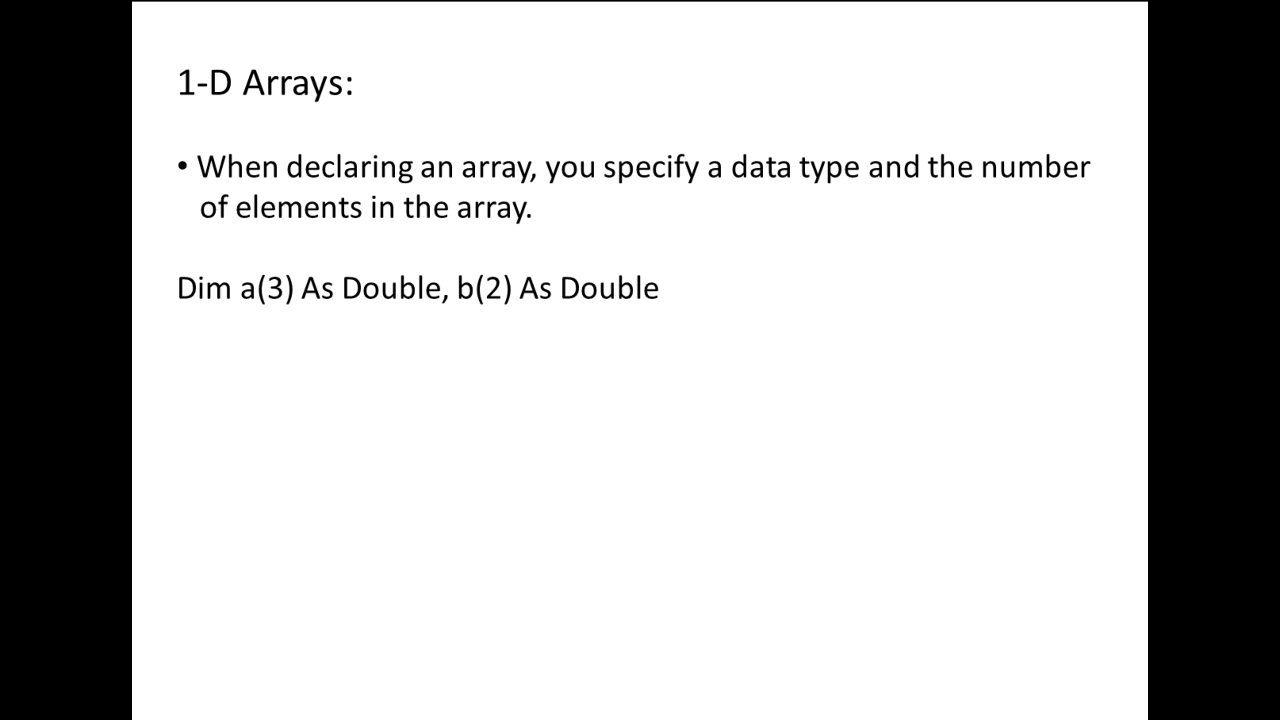 1-D Arrays:
• When declaring an array, you specify a data type and the number
of elements in the array.
Dim a(3) As Double, b(2) As Double